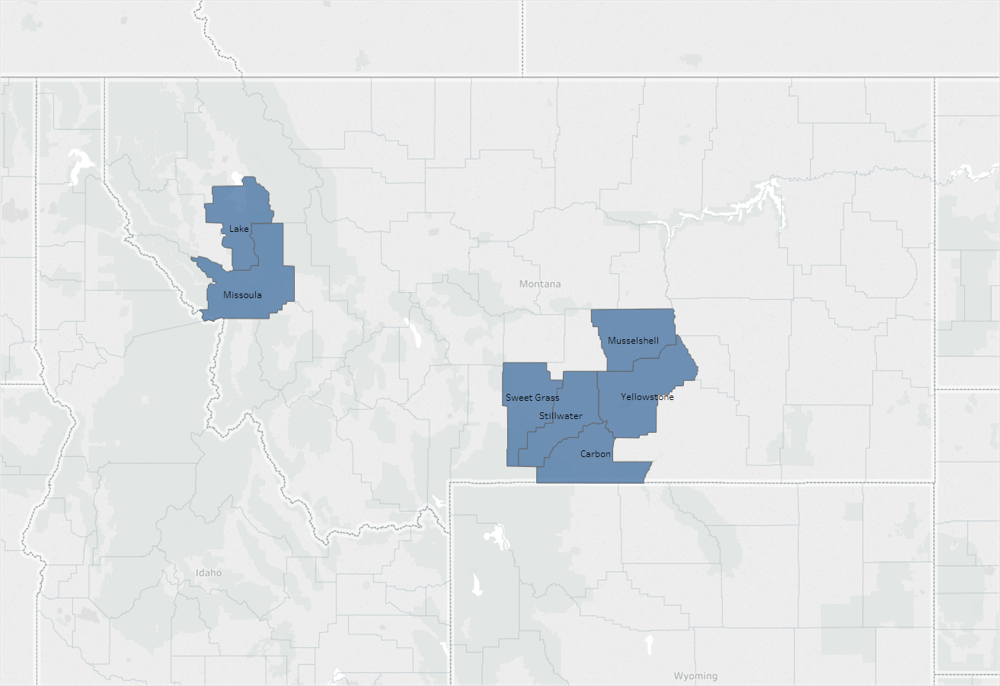 Lake
Montana
Missoula
Musselshell
Sweet Grass
Yellowstone
Stillwater
Carbon
Idaho
Wyoming